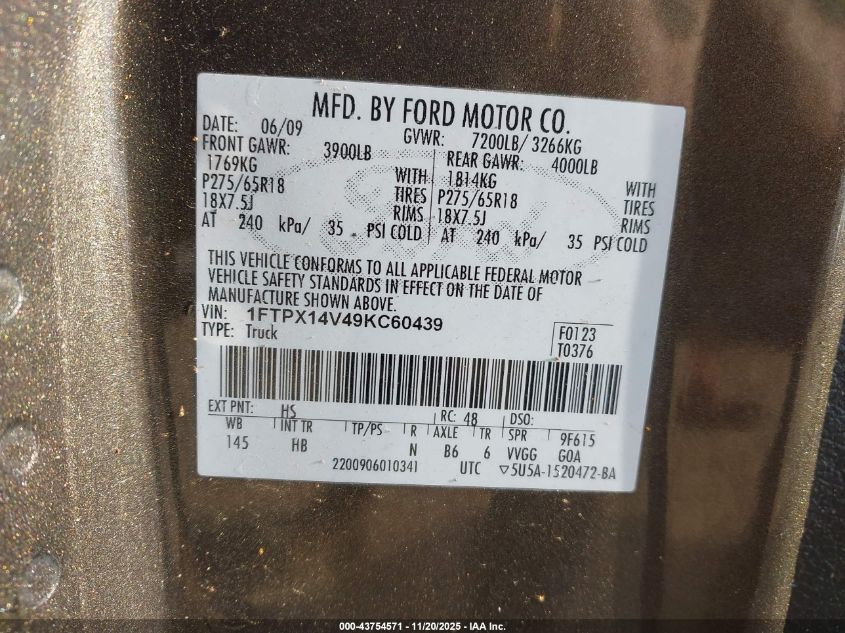 MFD. BY FORD MOTOR CO.
DATE: 06/09 GVWR: 7200LB/ 3266KG
FRONT GAWR: 3900LB REAR GAWR: 4000LB
1769KG WITH 1814KG WITH
P275/65R18 TIRES P275/65R18 TIRES
18X7.5J RIMS 18X7.5J RIMS
AT 240 kPa/ 35 PSI COLD AT 240 kPa/ 35 PSI COLD
THIS VEHICLE CONFORMS TO ALL APPLICABLE FEDERAL MOTOR
VEHICLE SAFETY STANDARDS IN EFFECT ON THE DATE OF
MANUFACTURE SHOWN ABOVE.
VIN: 1FTPX14V49KC60439
TYPE: Truck
F0123
T0376
EXT PNT: HS RC: 48 DSO:
WB INT TR TP/PS R AXLE TR SPR 9F615
145 HB N B6 6 VVGG GOA
2200906010341 UTC ▽5U5A-1520472-BA
000-43754571 - 11/20/2025 - IAA Inc.